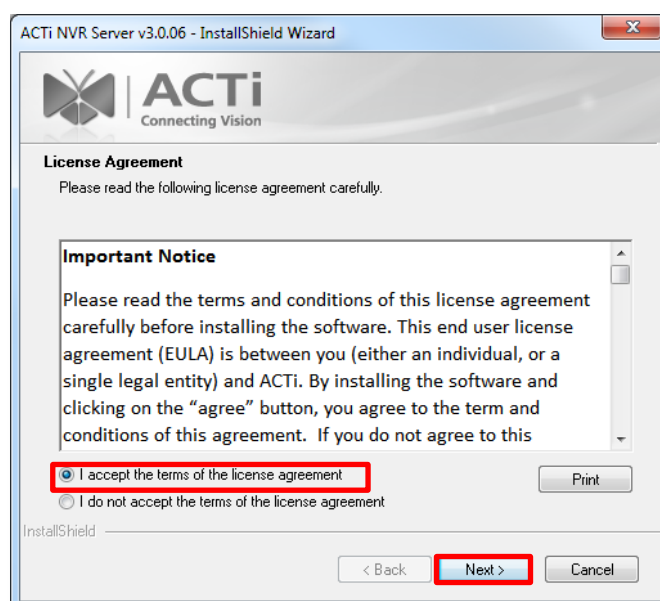 ACTi NVR Server v3.0.06 - InstallShield Wizard
ACTi
Connecting Vision
License Agreement
Please read the following license agreement carefully.
Important Notice
Please read the terms and conditions of this license agreement
carefully before installing the software. This end user license
agreement (EULA) is between you (either an individual, or a
single legal entity) and ACTi. By installing the software and
clicking on the “agree” button, you agree to the term and
conditions of this agreement.  If you do not agree to this
I accept the terms of the license agreement
Print
I do not accept the terms of the license agreement
InstallShield
< Back
Next >
Cancel